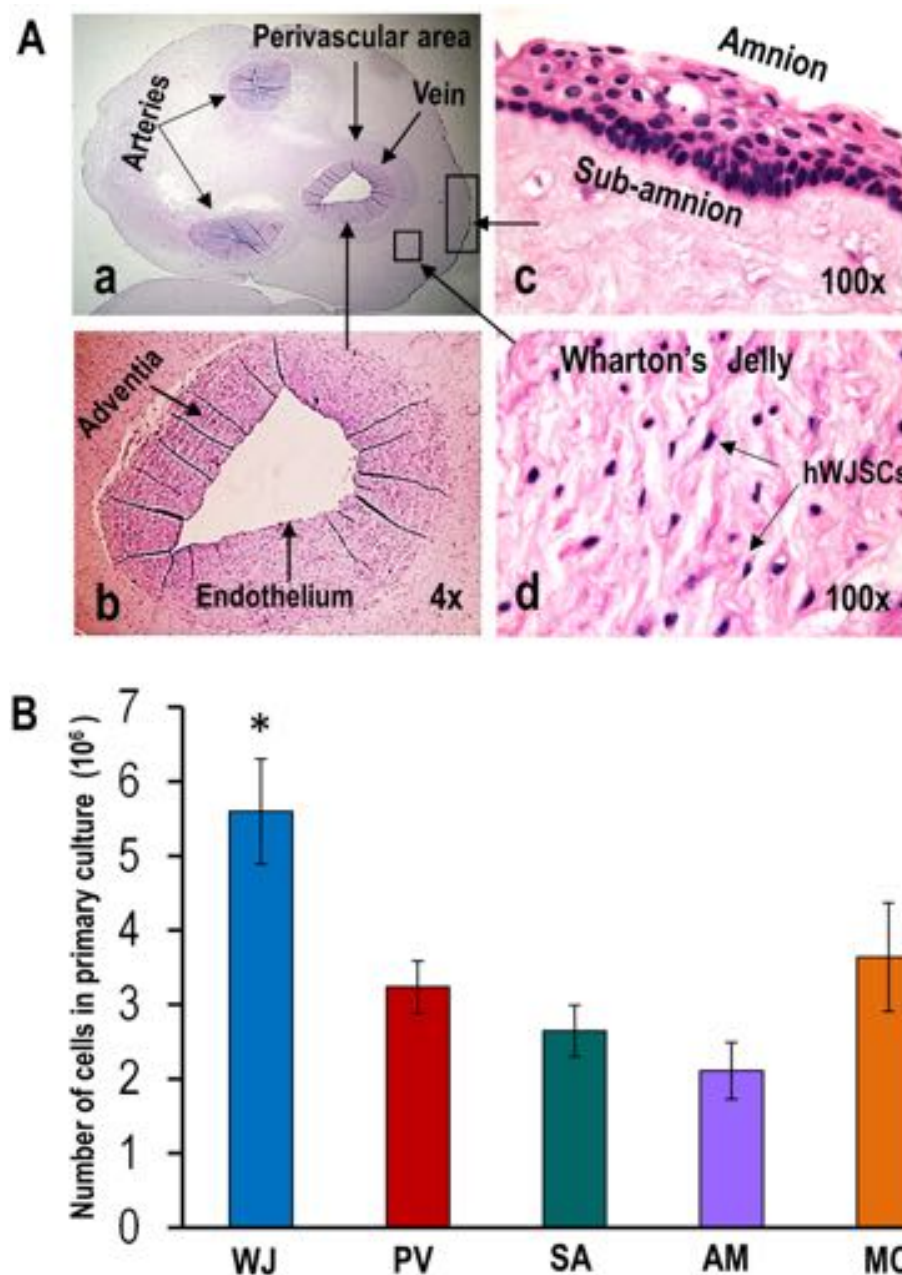 A
Perivascular area
Vein
Arteries
a
Amnion
Sub-amnion
c
100x
Adventia
Endothelium
b
4x
Wharton's Jelly
hWJSCs
d
100x
B
Number of cells in primary culture (10⁶)
7
6
5
4
3
2
1
0
*
WJ
PV
SA
AM